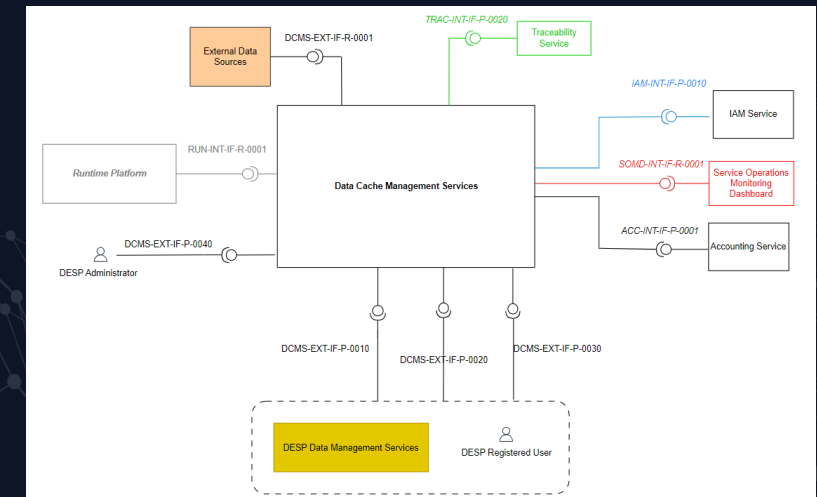 TRAC-INT-IF-P-0020
DCMS-EXT-IF-R-0001
External Data
Sources
Traceability
Service
IAM-INT-IF-P-0010
IAM Service
RUN-INT-IF-R-0001
Runtime Platform
SOMD-INT-IF-R-0001
Service Operations
Monitoring
Dashboard
Data Cache Management Services
ACC-INT-IF-P-0001
Accounting Service
DCMS-EXT-IF-P-0040
DESP Administrator
DCMS-EXT-IF-P-0010
DCMS-EXT-IF-P-0020
DCMS-EXT-IF-P-0030
DESP Data Management Services
DESP Registered User